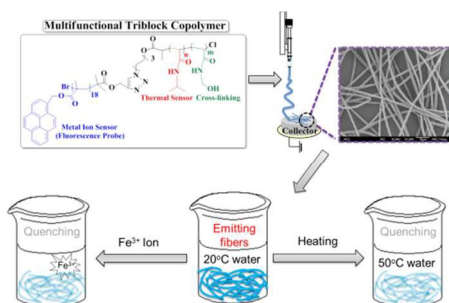 Multifunctional Triblock Copolymer
O
Cl
Br
O
18
O
O
3
O
n
m
O
O
N
N=N
HN
HN
OH
Thermal Sensor
Cross-linking
Metal Ion Sensor
(Fluorescence Probe)
Collector
Quenching
Fe3+
Fe³⁺ Ion
Emitting
fibers
20°C water
Heating
Quenching
50°C water